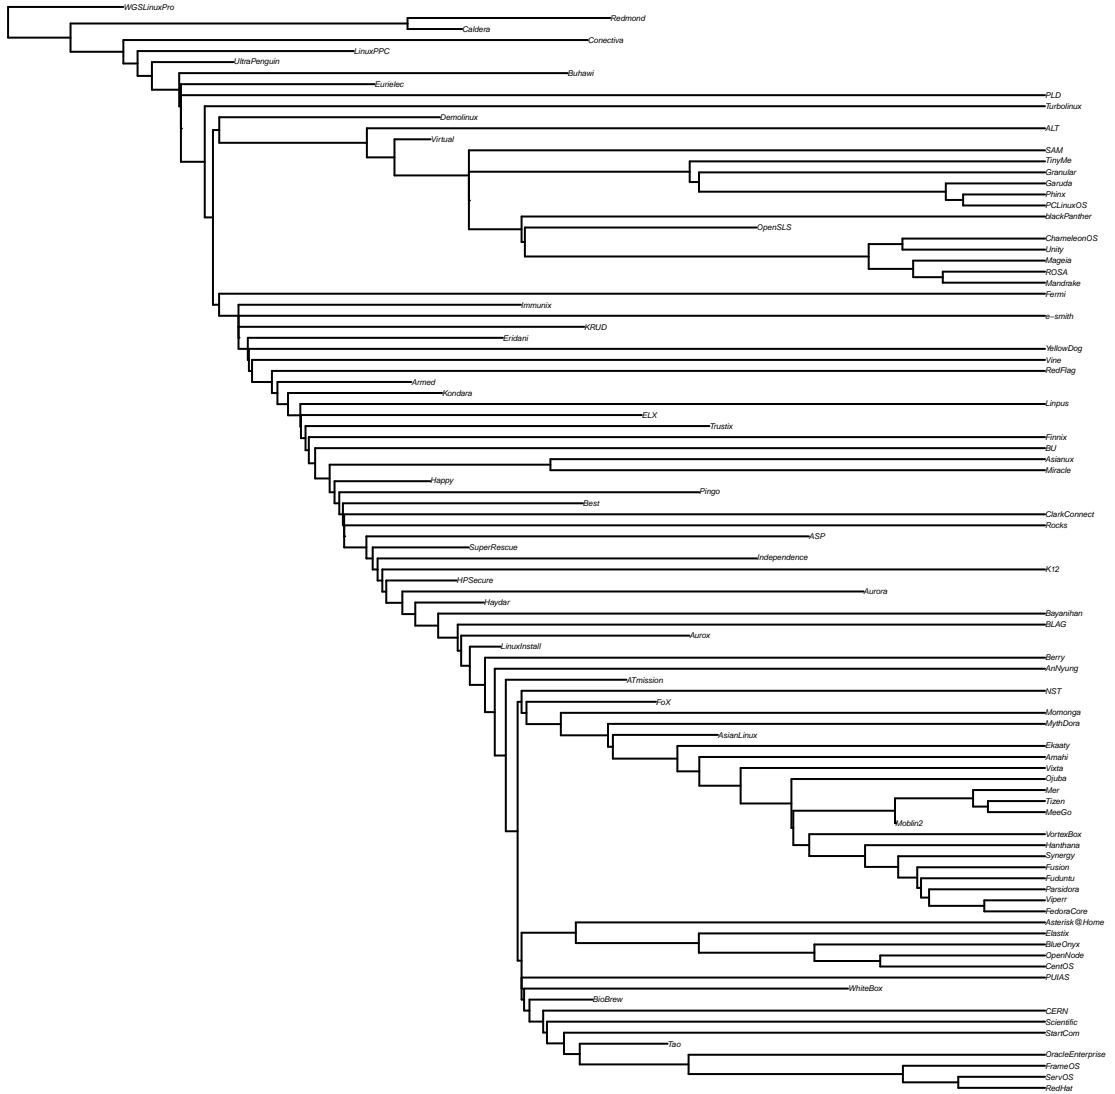 WGSLinuxPro
Redmond
Caldera
Conectiva
LinuxPPC
UltraPenguin
Buhawi
Eurielec
PLD
Turbolinux
Demolinux
ALT
Virtual
SAM
TinyMe
Granular
Garuda
Phinx
PCLinuxOS
blackPanther
OpenSLS
ChameleonOS
Unity
Mageia
ROSA
Mandrake
Fermi
Immunix
e-smith
KRUD
Eridani
YellowDog
Vine
RedFlag
Armed
Kondara
Linpus
ELX
Trustix
Finnix
BU
Asianux
Miracle
Happy
Pingo
Best
ClarkConnect
Rocks
ASP
SuperRescue
Independence
K12
HPSecure
Aurora
Haydar
Bayanihan
BLAG
Aurox
LinuxInstall
Berry
AnNyung
ATmission
NST
FoX
Momonga
MythDora
AsianLinux
Ekaaty
Amahi
Vixta
Ojuba
Mer
Tizen
MeeGo
Moblin2
VortexBox
Hanthana
Synergy
Fusion
Fuduntu
Parsidora
Viperr
FedoraCore
Asterisk@Home
Elastix
BlueOnyx
OpenNode
CentOS
PUIAS
WhiteBox
BioBrew
CERN
Scientific
StartCom
Tao
OracleEnterprise
FrameOS
ServOS
RedHat